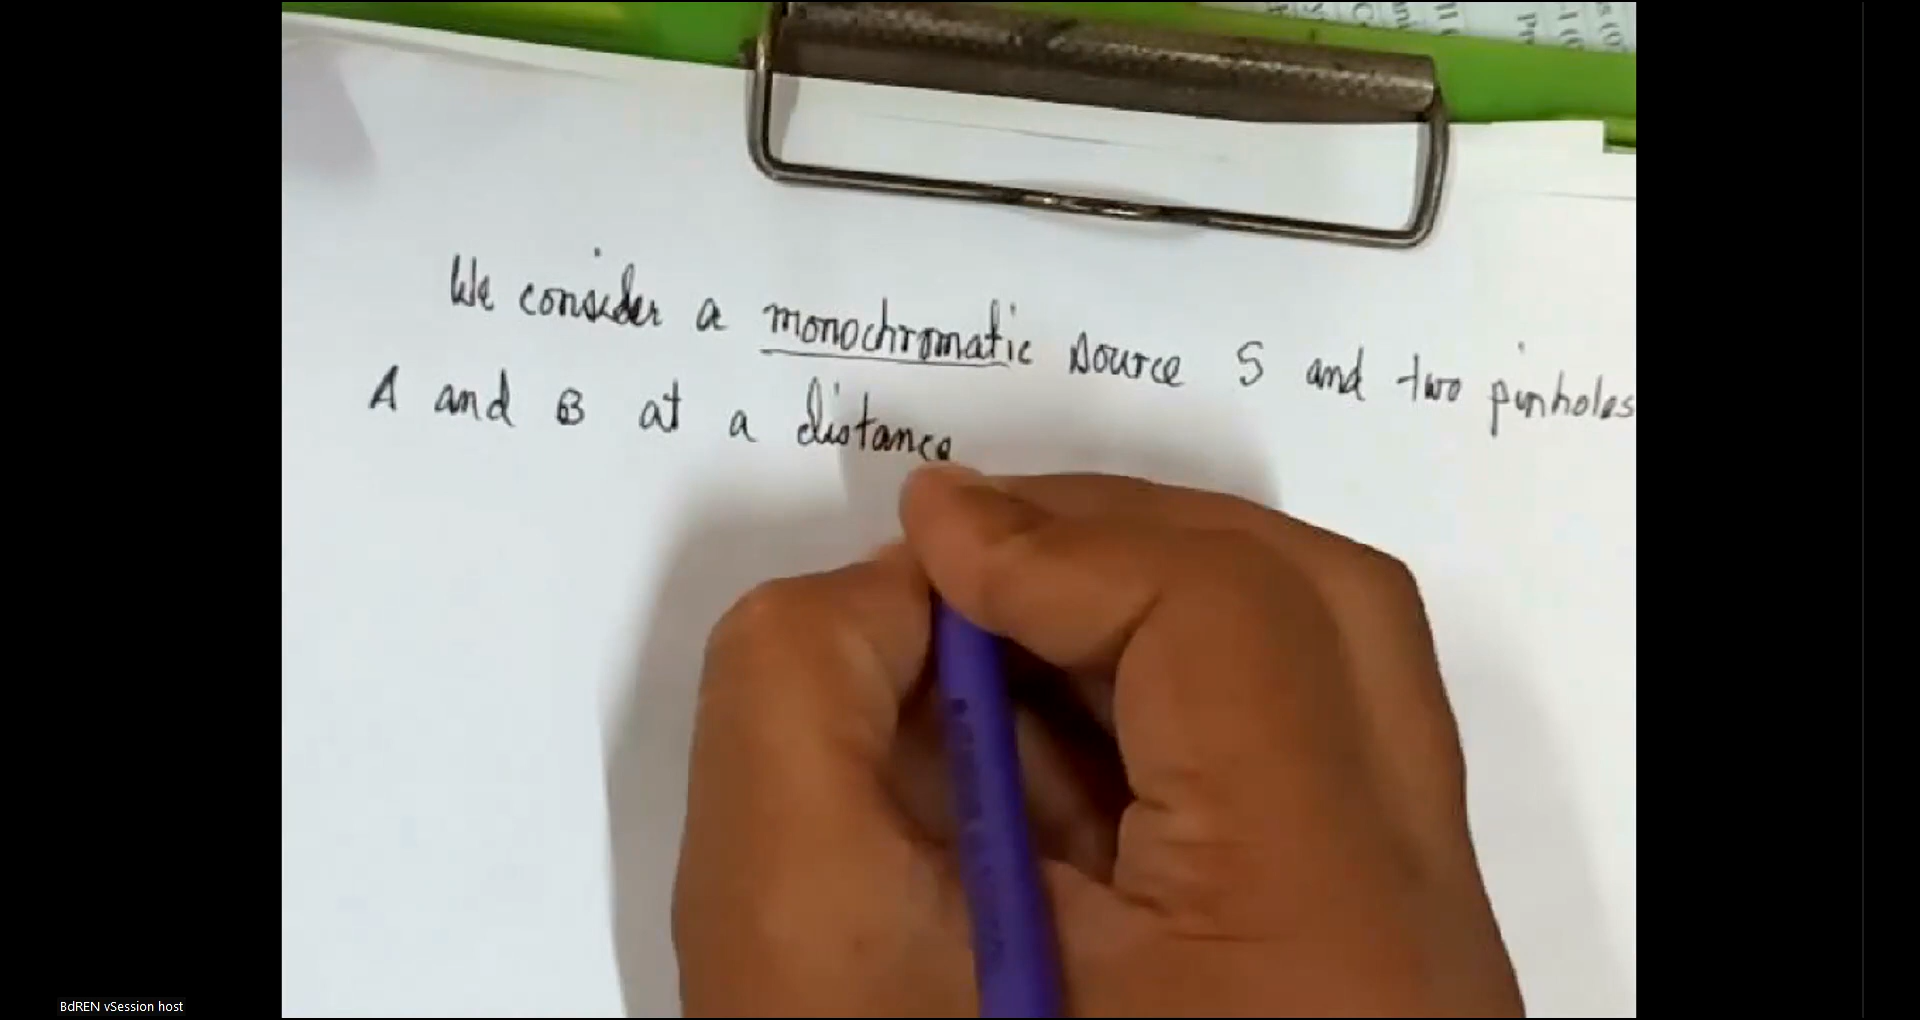 We consider a monochromatic source S and two pinholes
A and B at a distance
BdREN vSession host